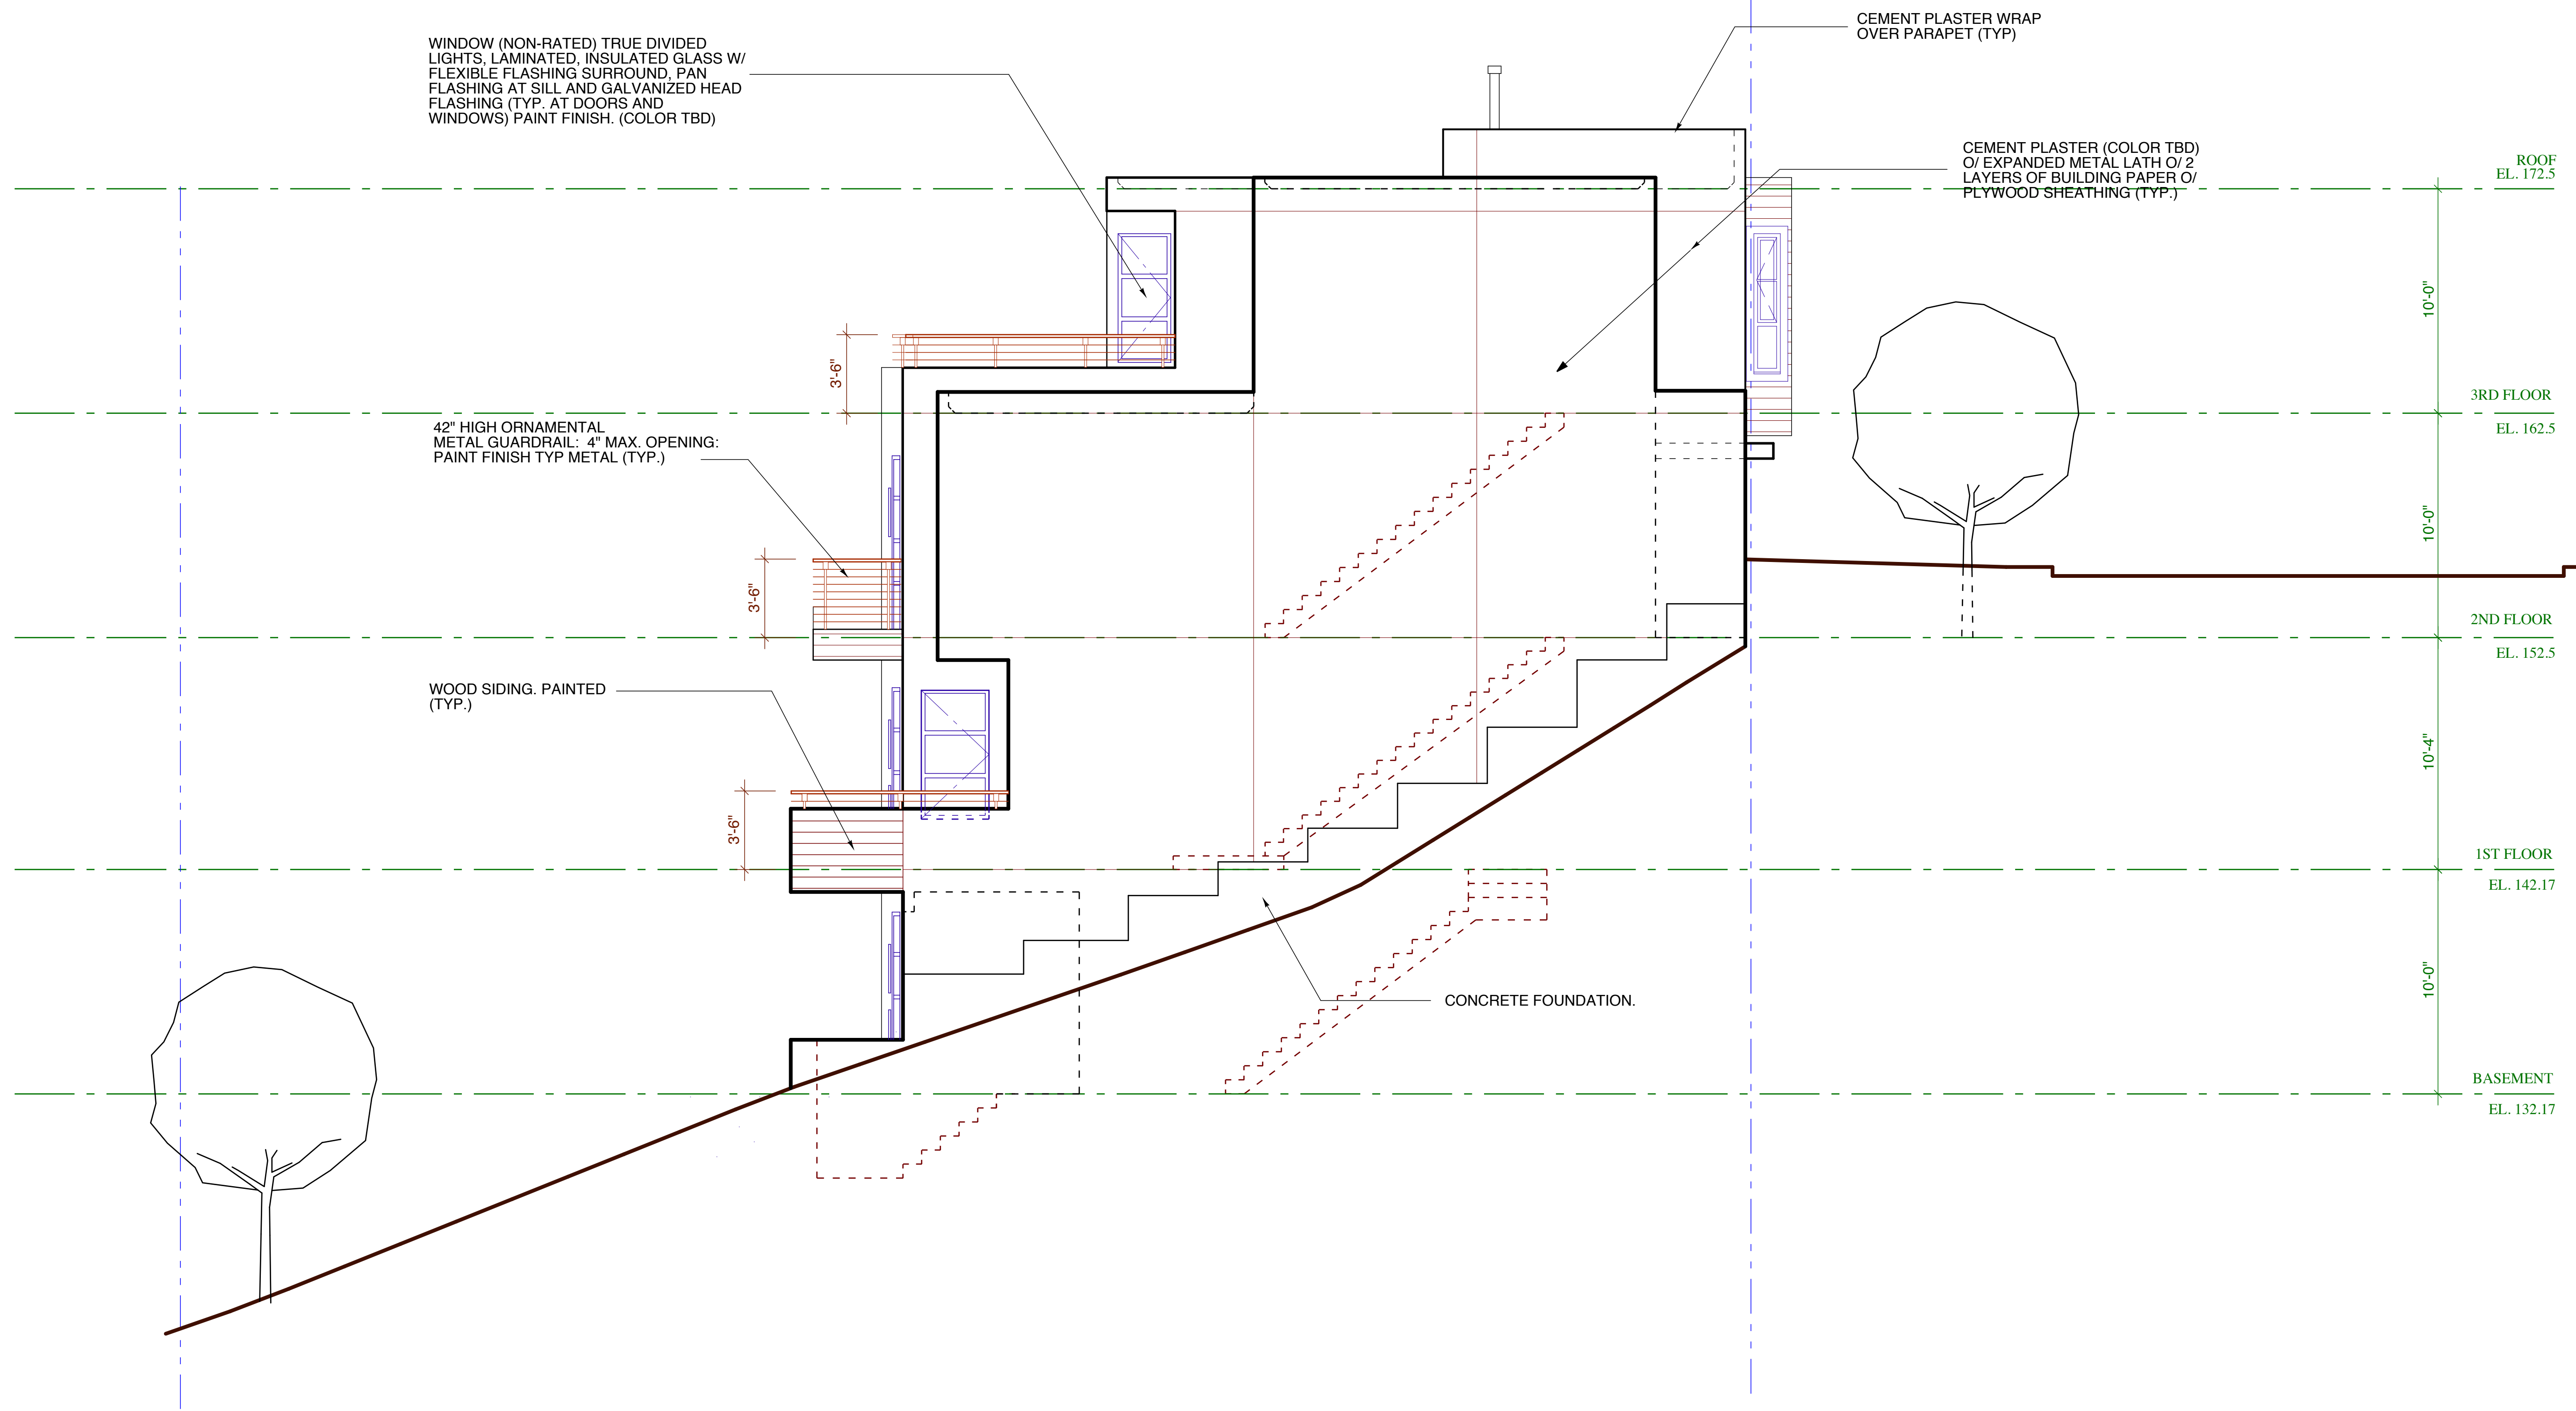 CEMENT PLASTER WRAP
OVER PARAPET (TYP)
WINDOW (NON-RATED) TRUE DIVIDED
LIGHTS, LAMINATED, INSULATED GLASS W/
FLEXIBLE FLASHING SURROUND, PAN
FLASHING AT SILL AND GALVANIZED HEAD
FLASHING (TYP. AT DOORS AND
WINDOWS) PAINT FINISH. (COLOR TBD)
CEMENT PLASTER (COLOR TBD)
O/ EXPANDED METAL LATH O/ 2
LAYERS OF BUILDING PAPER O/
PLYWOOD SHEATHING (TYP.)
ROOF
EL. 172.5
10'-0"
3'-6"
3RD FLOOR
EL. 162.5
42" HIGH ORNAMENTAL
METAL GUARDRAIL: 4" MAX. OPENING:
PAINT FINISH TYP METAL (TYP.)
10'-0"
3'-6"
2ND FLOOR
EL. 152.5
WOOD SIDING. PAINTED
(TYP.)
10'-4"
3'-6"
1ST FLOOR
EL. 142.17
10'-0"
CONCRETE FOUNDATION.
BASEMENT
EL. 132.17